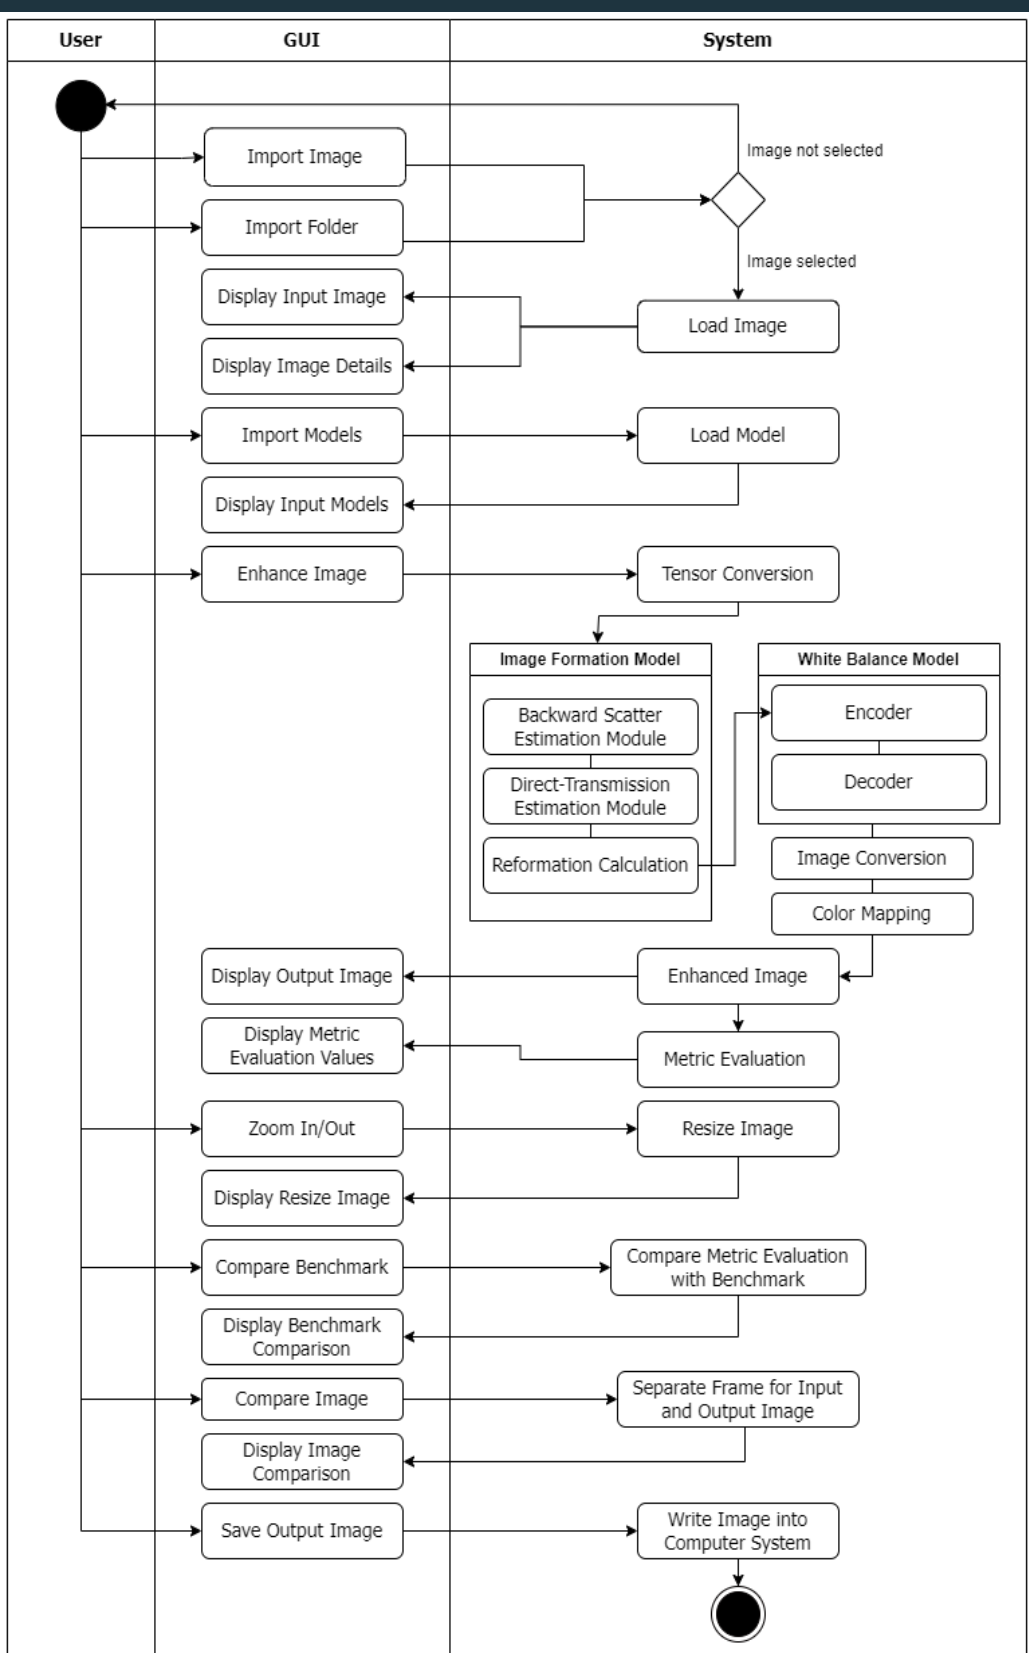 User
GUI
System
Image not selected
Import Image
Import Folder
Image selected
Display Input Image
Load Image
Display Image Details
Import Models
Load Model
Display Input Models
Enhance Image
Tensor Conversion
Image Formation Model
White Balance Model
Backward Scatter
Estimation Module
Encoder
Direct-Transmission
Estimation Module
Decoder
Reformation Calculation
Image Conversion
Color Mapping
Display Output Image
Enhanced Image
Display Metric
Evaluation Values
Metric Evaluation
Zoom In/Out
Resize Image
Display Resize Image
Compare Benchmark
Compare Metric Evaluation
with Benchmark
Display Benchmark
Comparison
Compare Image
Separate Frame for Input
and Output Image
Display Image
Comparison
Save Output Image
Write Image into
Computer System